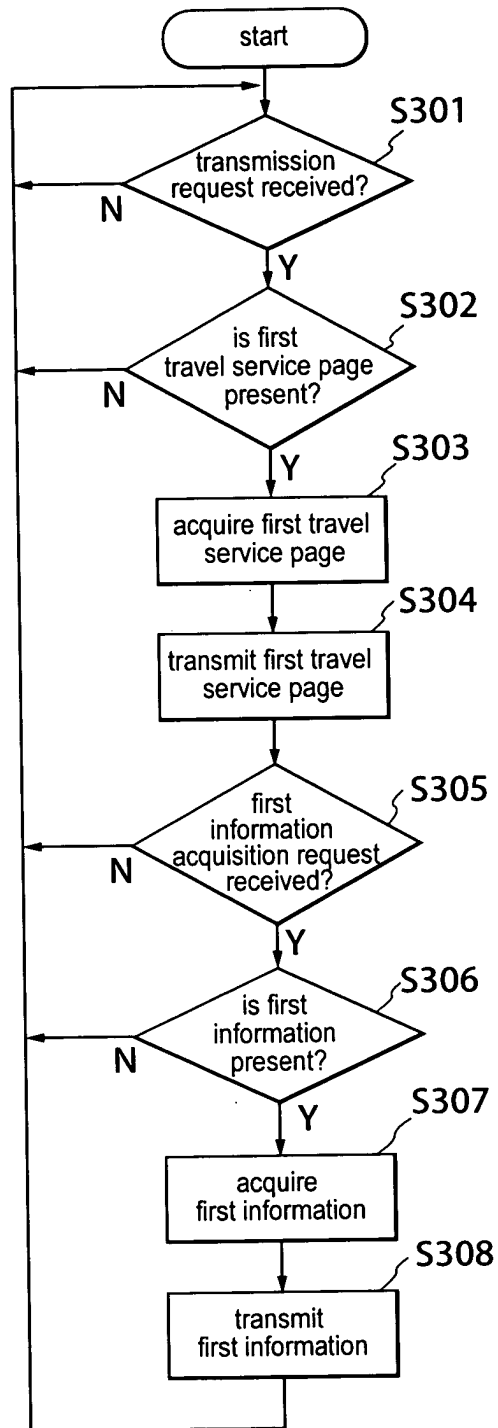 start
S301
transmission
request received?
N
Y
S302
is first
travel service page
present?
N
Y
S303
acquire first travel
service page
S304
transmit first travel
service page
S305
first
information
acquisition request
received?
N
Y
S306
is first
information
present?
N
Y
S307
acquire
first information
S308
transmit
first information